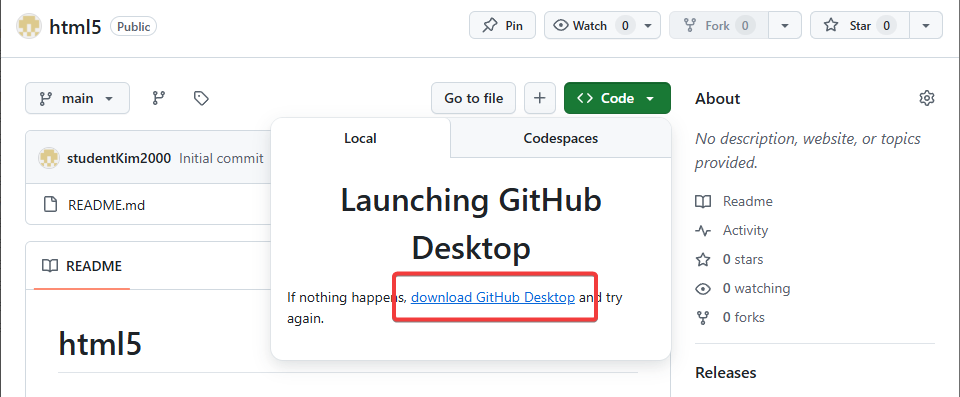 html5 Public Pin Watch 0 Fork 0 Star 0
main Go to file + Code
Local Codespaces
studentKim2000 Initial commit
README.md
README
html5
Launching GitHub
Desktop
If nothing happens, download GitHub Desktop and try
again.
About
No description, website, or topics
provided.
Readme
Activity
0 stars
0 watching
0 forks
Releases